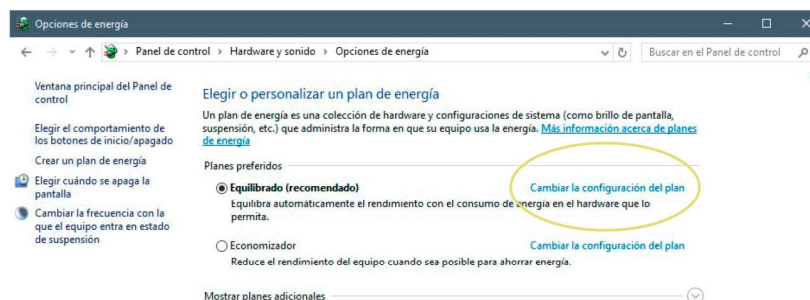 Opciones de energía
Panel de control > Hardware y sonido > Opciones de energía
Buscar en el Panel de control
Ventana principal del Panel de
control
Elegir el comportamiento de
los botones de inicio/apagado
Crear un plan de energía
Elegir cuándo se apaga la
pantalla
Cambiar la frecuencia con la
que el equipo entra en estado
de suspensión
Elegir o personalizar un plan de energía
Un plan de energía es una colección de hardware y configuraciones de sistema (como brillo de pantalla,
suspensión, etc.) que administra la forma en que su equipo usa la energía. Más información acerca de planes
de energía
Planes preferidos
Equilibrado (recomendado) Cambiar la configuración del plan
Equilibra automáticamente el rendimiento con el consumo de energía en el hardware que lo
permita.
Economizador Cambiar la configuración del plan
Reduce el rendimiento del equipo cuando sea posible para ahorrar energía.
Mostrar planes adicionales